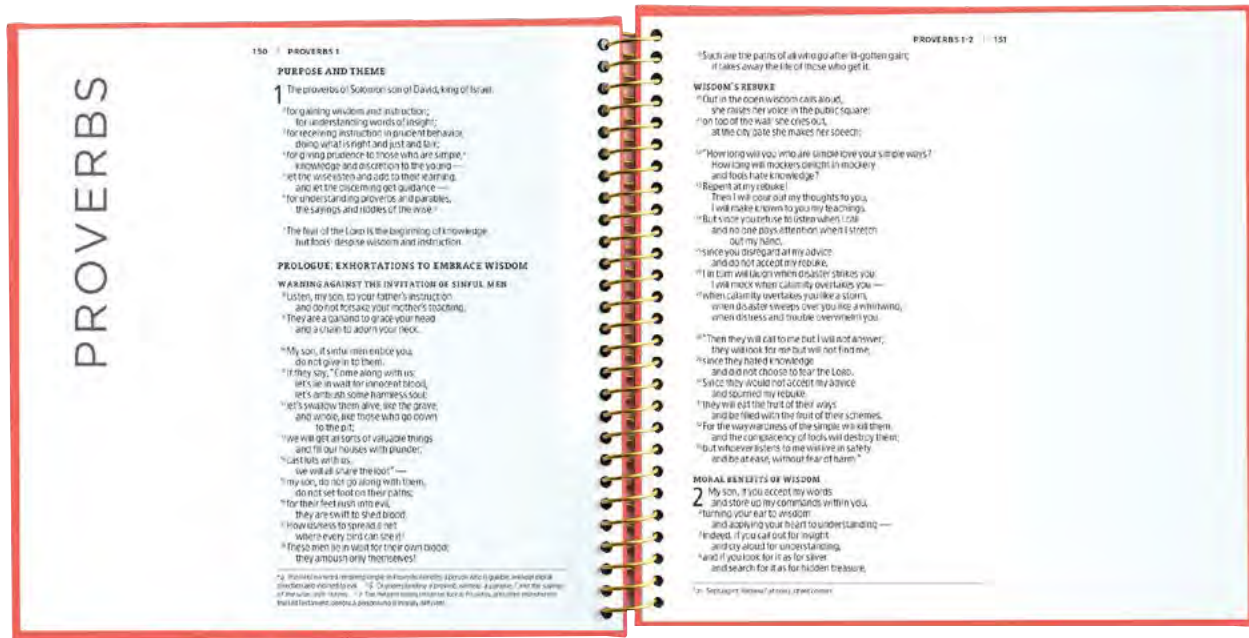 PROVERBS
150 | PROVERBS 1
PURPOSE AND THEME
1 The proverbs of Solomon son of David, king of Israel:
2 for gaining wisdom and instruction;
for understanding words of insight;
3 for receiving instruction in prudent behavior,
doing what is right and just and fair;
4 for giving prudence to those who are simple,a
knowledge and discretion to the young —
5 let the wise listen and add to their learning,
and let the discerning get guidance —
6 for understanding proverbs and parables,
the sayings and riddles of the wise.
7 The fear of the LORD is the beginning of knowledge,
but fools despise wisdom and instruction.
PROLOGUE: EXHORTATIONS TO EMBRACE WISDOM
WARNING AGAINST THE INVITATION OF SINFUL MEN
8 Listen, my son, to your father's instruction
and do not forsake your mother's teaching.
9 They are a garland to grace your head
and a chain to adorn your neck.
10 My son, if sinful men entice you,
do not give in to them.
11 If they say, "Come along with us;
let's lie in wait for innocent blood,
let's ambush some harmless soul;
12 let's swallow them alive, like the grave,
and whole, like those who go down
to the pit;
13 we will get all sorts of valuable things
and fill our houses with plunder;
14 cast lots with us;
we will all share the loot" —
15 my son, do not go along with them,
do not set foot on their paths;
16 for their feet rush into evil,
they are swift to shed blood.
17 How useless to spread a net
where every bird can see it!
18 These men lie in wait for their own blood;
they ambush only themselves!
PROVERBS 1-2 | 151
19 Such are the paths of all who go after ill-gotten gain;
it takes away the life of those who get it.
WISDOM'S REBUKE
20 Out in the open wisdom calls aloud,
she raises her voice in the public square;
21 on top of the wall she cries out,
at the city gate she makes her speech:
22 "How long will you who are simple love your simple ways?
How long will mockers delight in mockery
and fools hate knowledge?
23 Repent at my rebuke!
Then I will pour out my thoughts to you,
I will make known to you my teachings.
24 But since you refuse to listen when I call
and no one pays attention when I stretch
out my hand,
25 since you disregard all my advice
and do not accept my rebuke,
26 I in turn will laugh when disaster strikes you;
I will mock when calamity overtakes you —
27 when calamity overtakes you like a storm,
when disaster sweeps over you like a whirlwind,
when distress and trouble overwhelm you.
28 "Then they will call to me but I will not answer;
they will look for me but will not find me,
29 since they hated knowledge
and did not choose to fear the LORD.
30 Since they would not accept my advice
and spurned my rebuke,
31 they will eat the fruit of their ways
and be filled with the fruit of their schemes.
32 For the waywardness of the simple will kill them,
and the complacency of fools will destroy them;
33 but whoever listens to me will live in safety
and be at ease, without fear of harm."
MORAL BENEFITS OF WISDOM
2 My son, if you accept my words
and store up my commands within you,
2 turning your ear to wisdom
and applying your heart to understanding —
3 indeed, if you call out for insight
and cry aloud for understanding,
4 and if you look for it as for silver
and search for it as for hidden treasure,